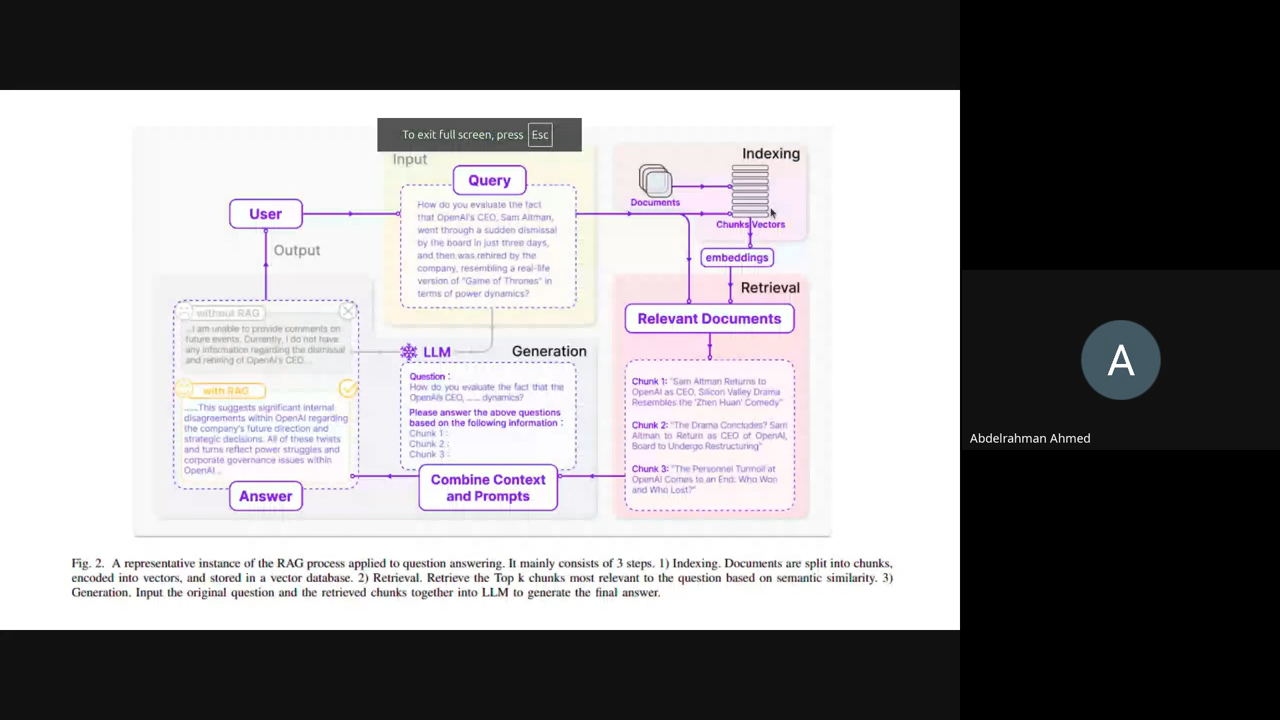 To exit full screen, press Esc
Input
Query
How do you evaluate the fact
that OpenAI's CEO, Sam Altman,
went through a sudden dismissal
by the board in just three days,
and then was rehired by the
company, resembling a real-life
version of "Game of Thrones" in
terms of power dynamics?
Indexing
Documents
Chunks Vectors
embeddings
User
Output
Retrieval
Relevant Documents
Chunk 1: "Sam Altman Returns to
OpenAI as CEO, Silicon Valley Drama
Resembles the 'Zhen Huan' Comedy"
Chunk 2: "The Drama Concludes? Sam
Altman to Return as CEO of OpenAI,
Board to Undergo Restructuring"
Chunk 3: "The Personnel Turmoil at
OpenAI Comes to an End: Who Won
and Who Lost?"
without RAG
...I am unable to provide comments on
future events. Currently, I do not have
any information regarding the dismissal
and rehiring of OpenAI's CEO ...
with RAG
......This suggests significant internal
disagreements within OpenAI regarding
the company's future direction and
strategic decisions. All of these twists
and turns reflect power struggles and
corporate governance issues within
OpenAI...
Answer
LLM
Generation
Question :
How do you evaluate the fact that the
OpenAI's CEO, ...... dynamics?
Please answer the above questions
based on the following information :
Chunk 1 :
Chunk 2 :
Chunk 3 :
Combine Context
and Prompts
Fig. 2. A representative instance of the RAG process applied to question answering. It mainly consists of 3 steps. 1) Indexing. Documents are split into chunks,
encoded into vectors, and stored in a vector database. 2) Retrieval. Retrieve the Top k chunks most relevant to the question based on semantic similarity. 3)
Generation. Input the original question and the retrieved chunks together into LLM to generate the final answer.
A
Abdelrahman Ahmed